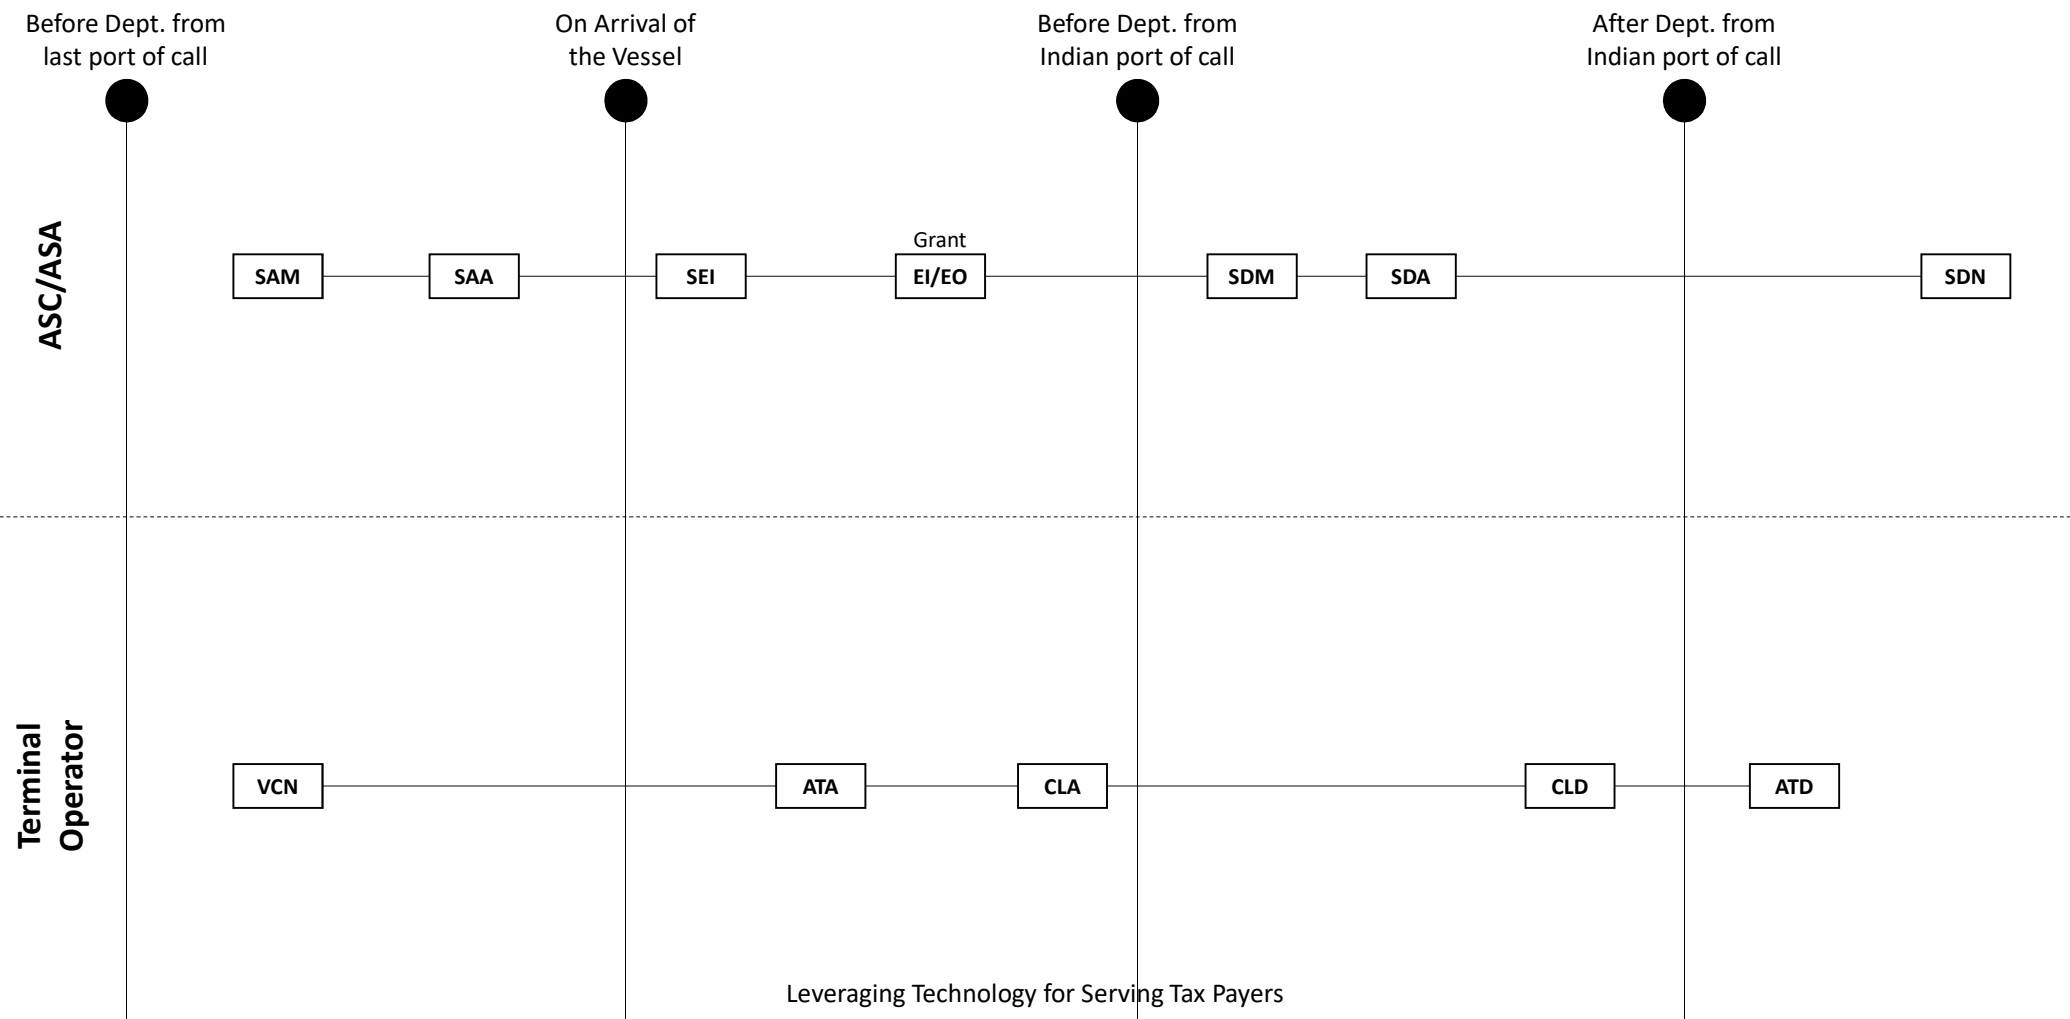 Before Dept. from
last port of call
On Arrival of
the Vessel
Before Dept. from
Indian port of call
After Dept. from
Indian port of call
ASC/ASA
Grant
SAM
SAA
SEI
EI/EO
SDM
SDA
SDN
Terminal
Operator
VCN
ATA
CLA
CLD
ATD
Leveraging Technology for Serving Tax Payers